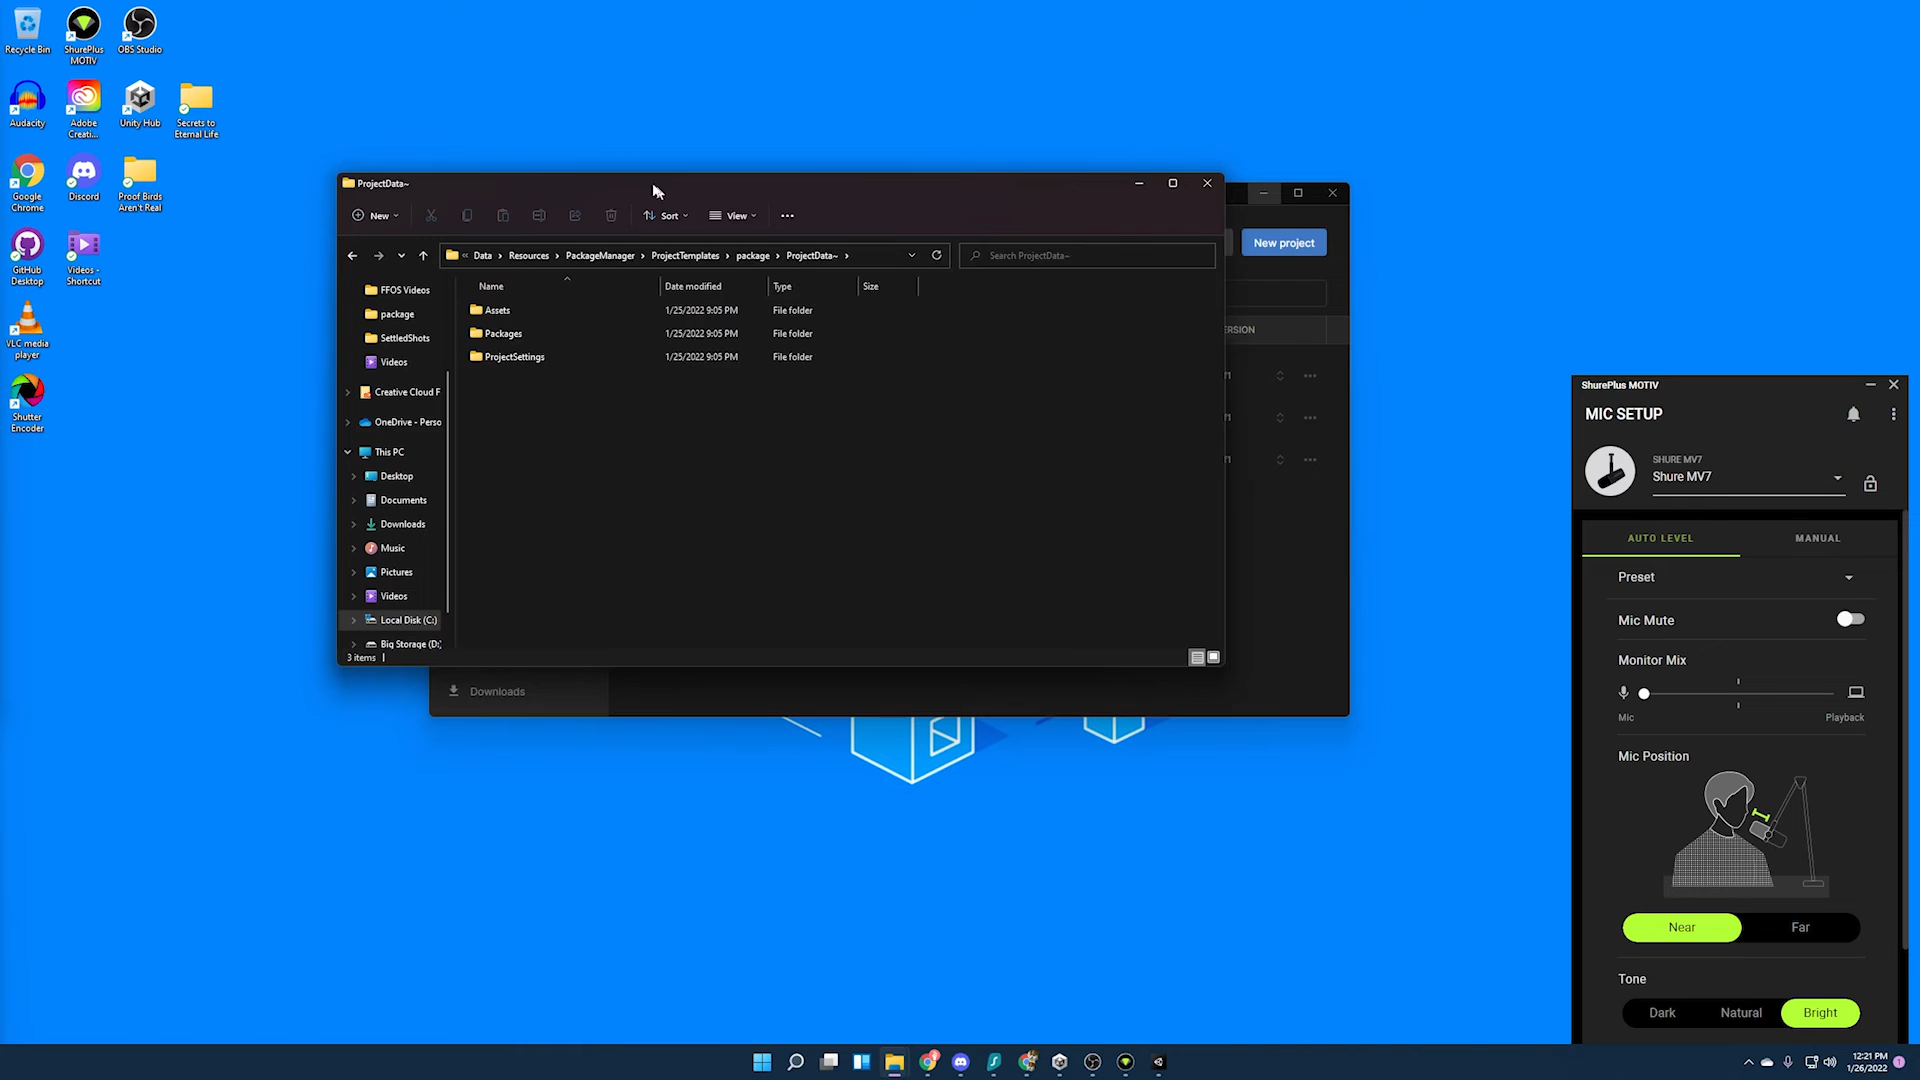 Recycle Bin
ShurePlus
MOTIV
OBS Studio
Audacity
Adobe
Creati...
Unity Hub
Secrets to
Eternal Life
Google
Chrome
Discord
Proof Birds
Aren't Real
GitHub
Desktop
Videos -
Shortcut
VLC media
player
Shutter
Encoder
ProjectData~
New
Sort
View
« Data › Resources › PackageManager › ProjectTemplates › package › ProjectData~ ›
Search ProjectData~
Name
Date modified
Type
Size
Assets
1/25/2022 9:05 PM
File folder
Packages
1/25/2022 9:05 PM
File folder
ProjectSettings
1/25/2022 9:05 PM
File folder
FFOS Videos
package
SettledShots
Videos
Creative Cloud F
OneDrive - Perso
This PC
Desktop
Documents
Downloads
Music
Pictures
Videos
Local Disk (C:)
Big Storage (D:
3 items
New project
ERSION
Downloads
ShurePlus MOTIV
MIC SETUP
SHURE MV7
Shure MV7
AUTO LEVEL
MANUAL
Preset
Mic Mute
Monitor Mix
Mic
Playback
Mic Position
Near
Far
Tone
Dark
Natural
Bright
12:21 PM
1/26/2022
1